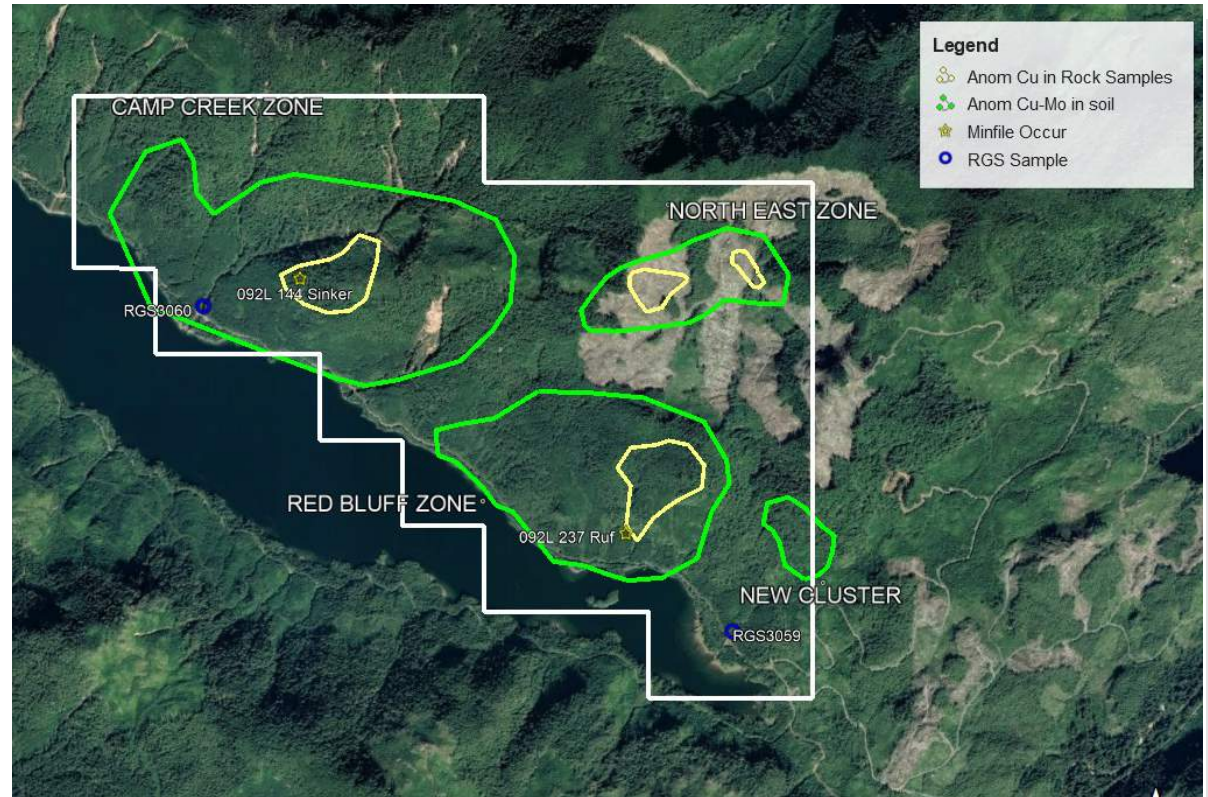 Legend
Anom Cu in Rock Samples
Anom Cu-Mo in soil
Minfile Occur
RGS Sample
CAMP CREEK ZONE
NORTH EAST ZONE
092L 144 Sinker
RGS3060
RED BLUFF ZONE
092L 237 Ruf
NEW CLUSTER
RGS3059